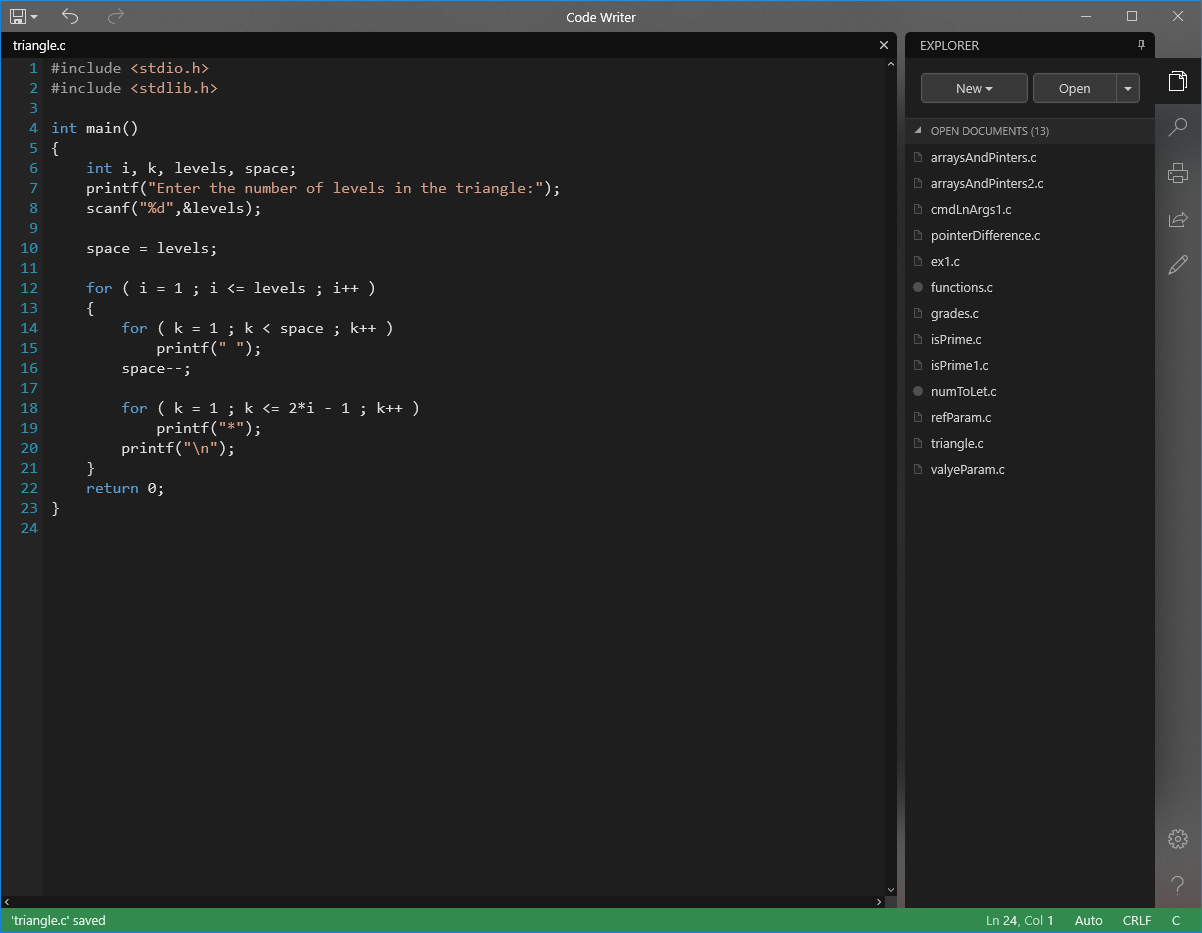 Code Writer
triangle.c
1 #include <stdio.h>
2 #include <stdlib.h>
3
4 int main()
5 {
6     int i, k, levels, space;
7     printf("Enter the number of levels in the triangle:");
8     scanf("%d",&levels);
9
10     space = levels;
11
12     for ( i = 1 ; i <= levels ; i++ )
13     {
14         for ( k = 1 ; k < space ; k++ )
15             printf(" ");
16         space--;
17
18         for ( k = 1 ; k <= 2*i - 1 ; k++ )
19             printf("*");
20         printf("\n");
21     }
22     return 0;
23 }
24
EXPLORER
New Open
OPEN DOCUMENTS (13)
arraysAndPinters.c
arraysAndPinters2.c
cmdLnArgs1.c
pointerDifference.c
ex1.c
functions.c
grades.c
isPrime.c
isPrime1.c
numToLet.c
refParam.c
triangle.c
valyeParam.c
'triangle.c' saved Ln 24, Col 1 Auto CRLF C